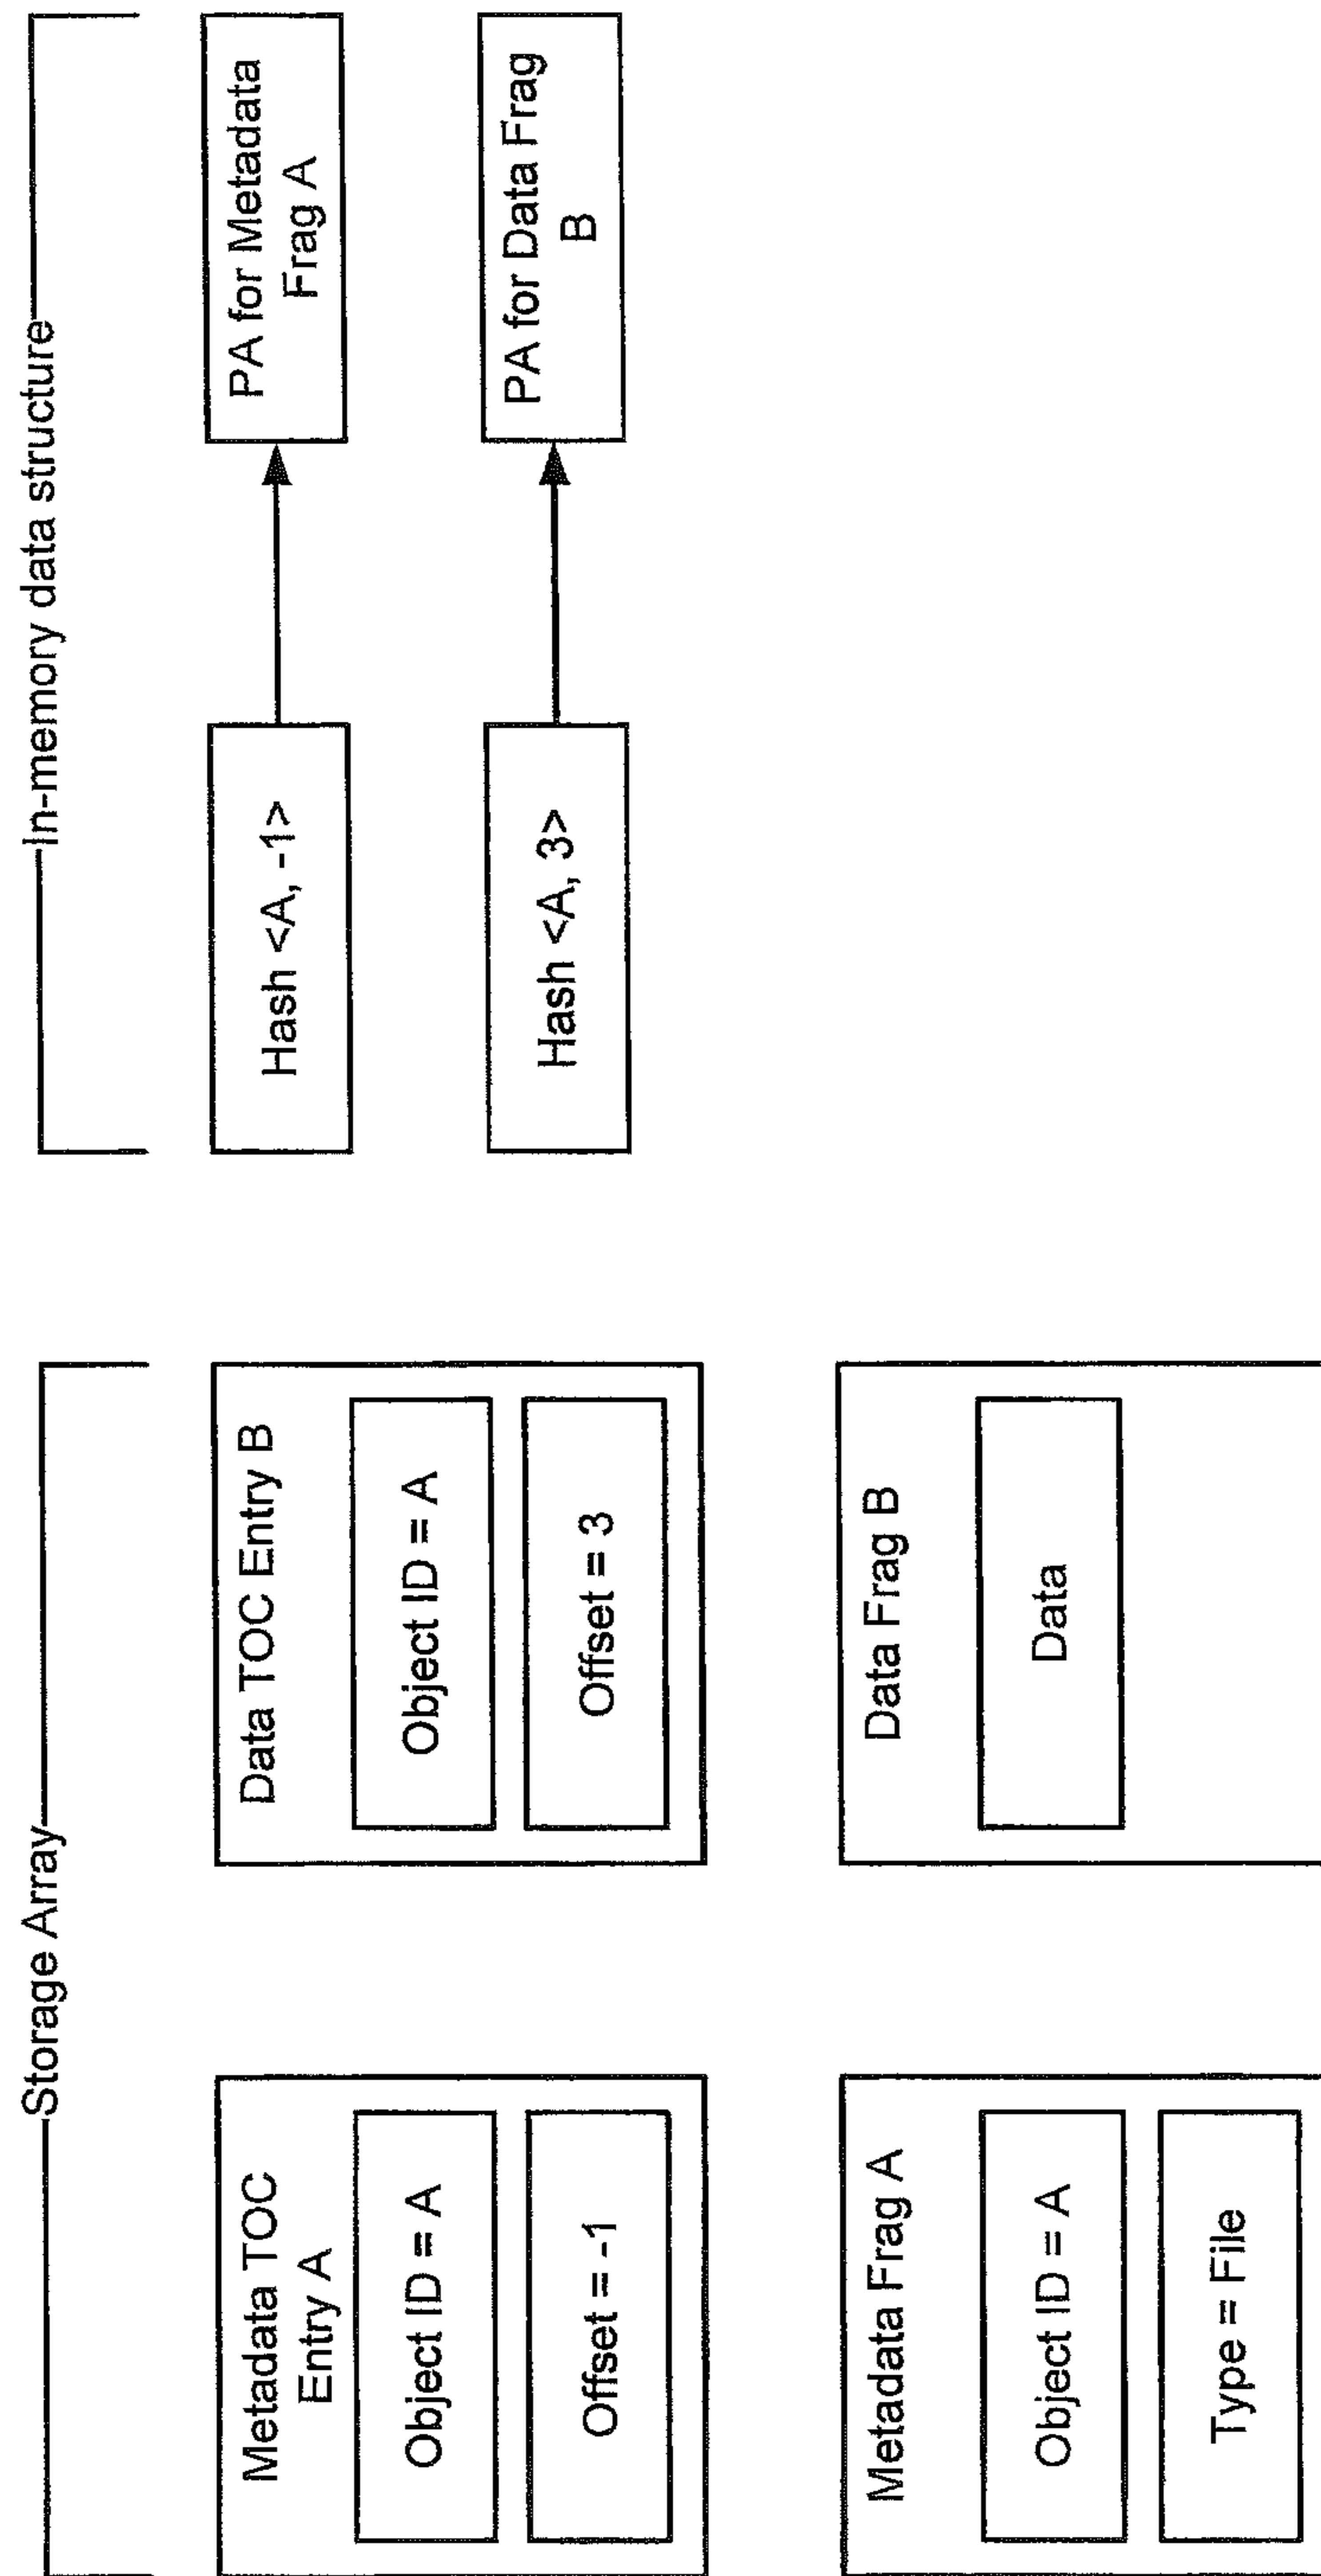 Storage Array
Metadata TOC
Entry A
Object ID = A
Offset = -1
Data TOC Entry B
Object ID = A
Offset = 3
Metadata Frag A
Object ID = A
Type = File
Data Frag B
Data
In-memory data structure
Hash <A, -1>
PA for Metadata
Frag A
Hash <A, 3>
PA for Data Frag
B